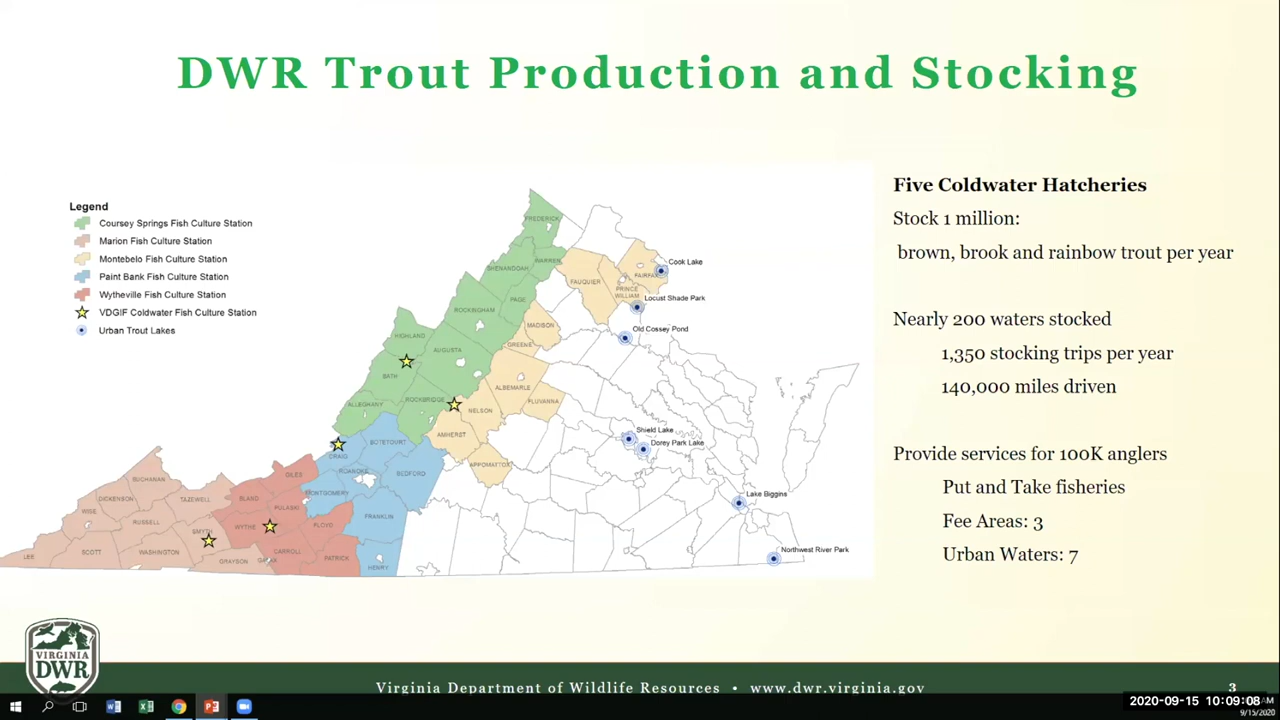 DWR Trout Production and Stocking
Legend
Coursey Springs Fish Culture Station
Marion Fish Culture Station
Montebelo Fish Culture Station
Paint Bank Fish Culture Station
Wytheville Fish Culture Station
VDGIF Coldwater Fish Culture Station
Urban Trout Lakes
FREDERICK
WARREN
SHENANDOAH
PAGE
ROCKINGHAM
HIGHLAND
AUGUSTA
BATH
ROCKBRIDGE
ALLEGHANY
FAUQUIER
FAIRFAX
PRINCE
WILLIAM
MADISON
GREENE
ALBEMARLE
FLUVANNA
NELSON
AMHERST
APPOMATTOX
BOTETOURT
CRAIG
ROANOKE
BEDFORD
MONTGOMERY
FRANKLIN
HENRY
GILES
BLAND
PULASKI
WYTHE
FLOYD
CARROLL
PATRICK
BUCHANAN
DICKENSON
TAZEWELL
WISE
RUSSELL
SMYTH
LEE
SCOTT
WASHINGTON
GRAYSON
Cook Lake
Locust Shade Park
Old Cossey Pond
Shield Lake
Dorey Park Lake
Lake Biggins
Northwest River Park
Five Coldwater Hatcheries
Stock 1 million:
brown, brook and rainbow trout per year
Nearly 200 waters stocked
1,350 stocking trips per year
140,000 miles driven
Provide services for 100K anglers
Put and Take fisheries
Fee Areas: 3
Urban Waters: 7
VIRGINIA
DWR
Virginia Department of Wildlife Resources • www.dwr.virginia.gov
3
2020-09-15 10:09:08
9/15/2020